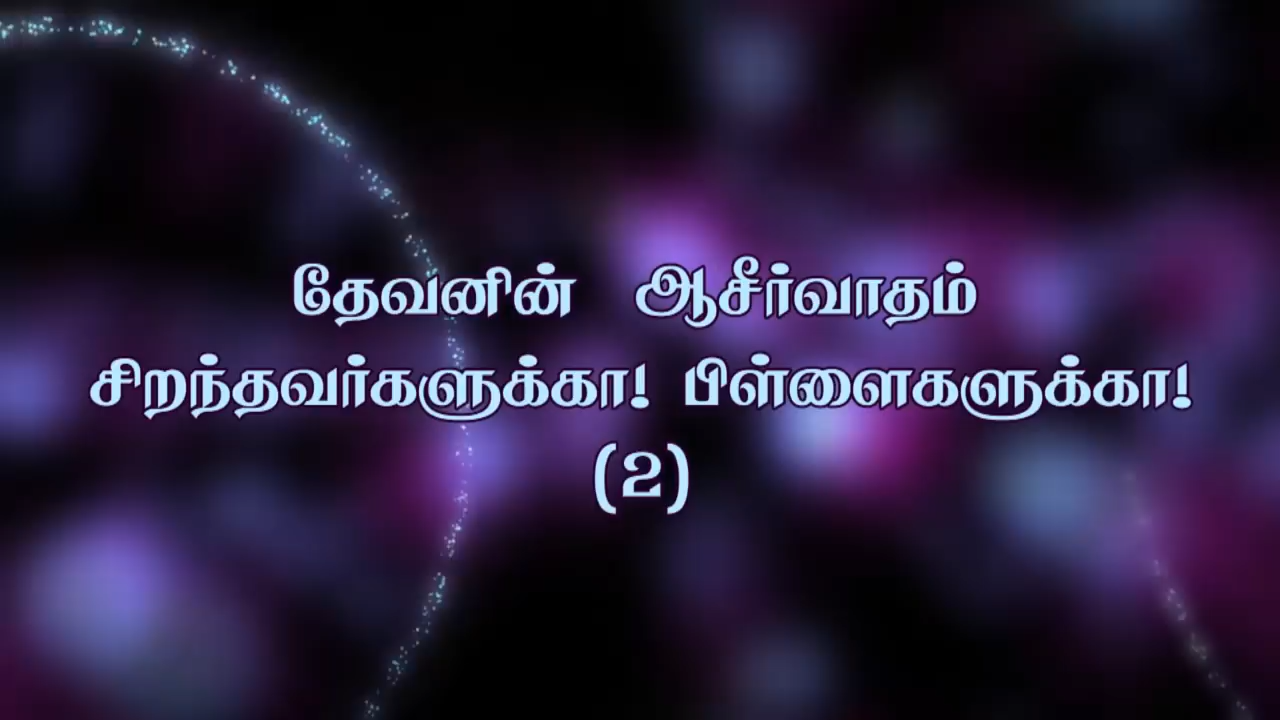 தேவனின் ஆசீர்வாதம்
சிறந்தவர்களுக்கா! பிள்ளைகளுக்கா!
(2)